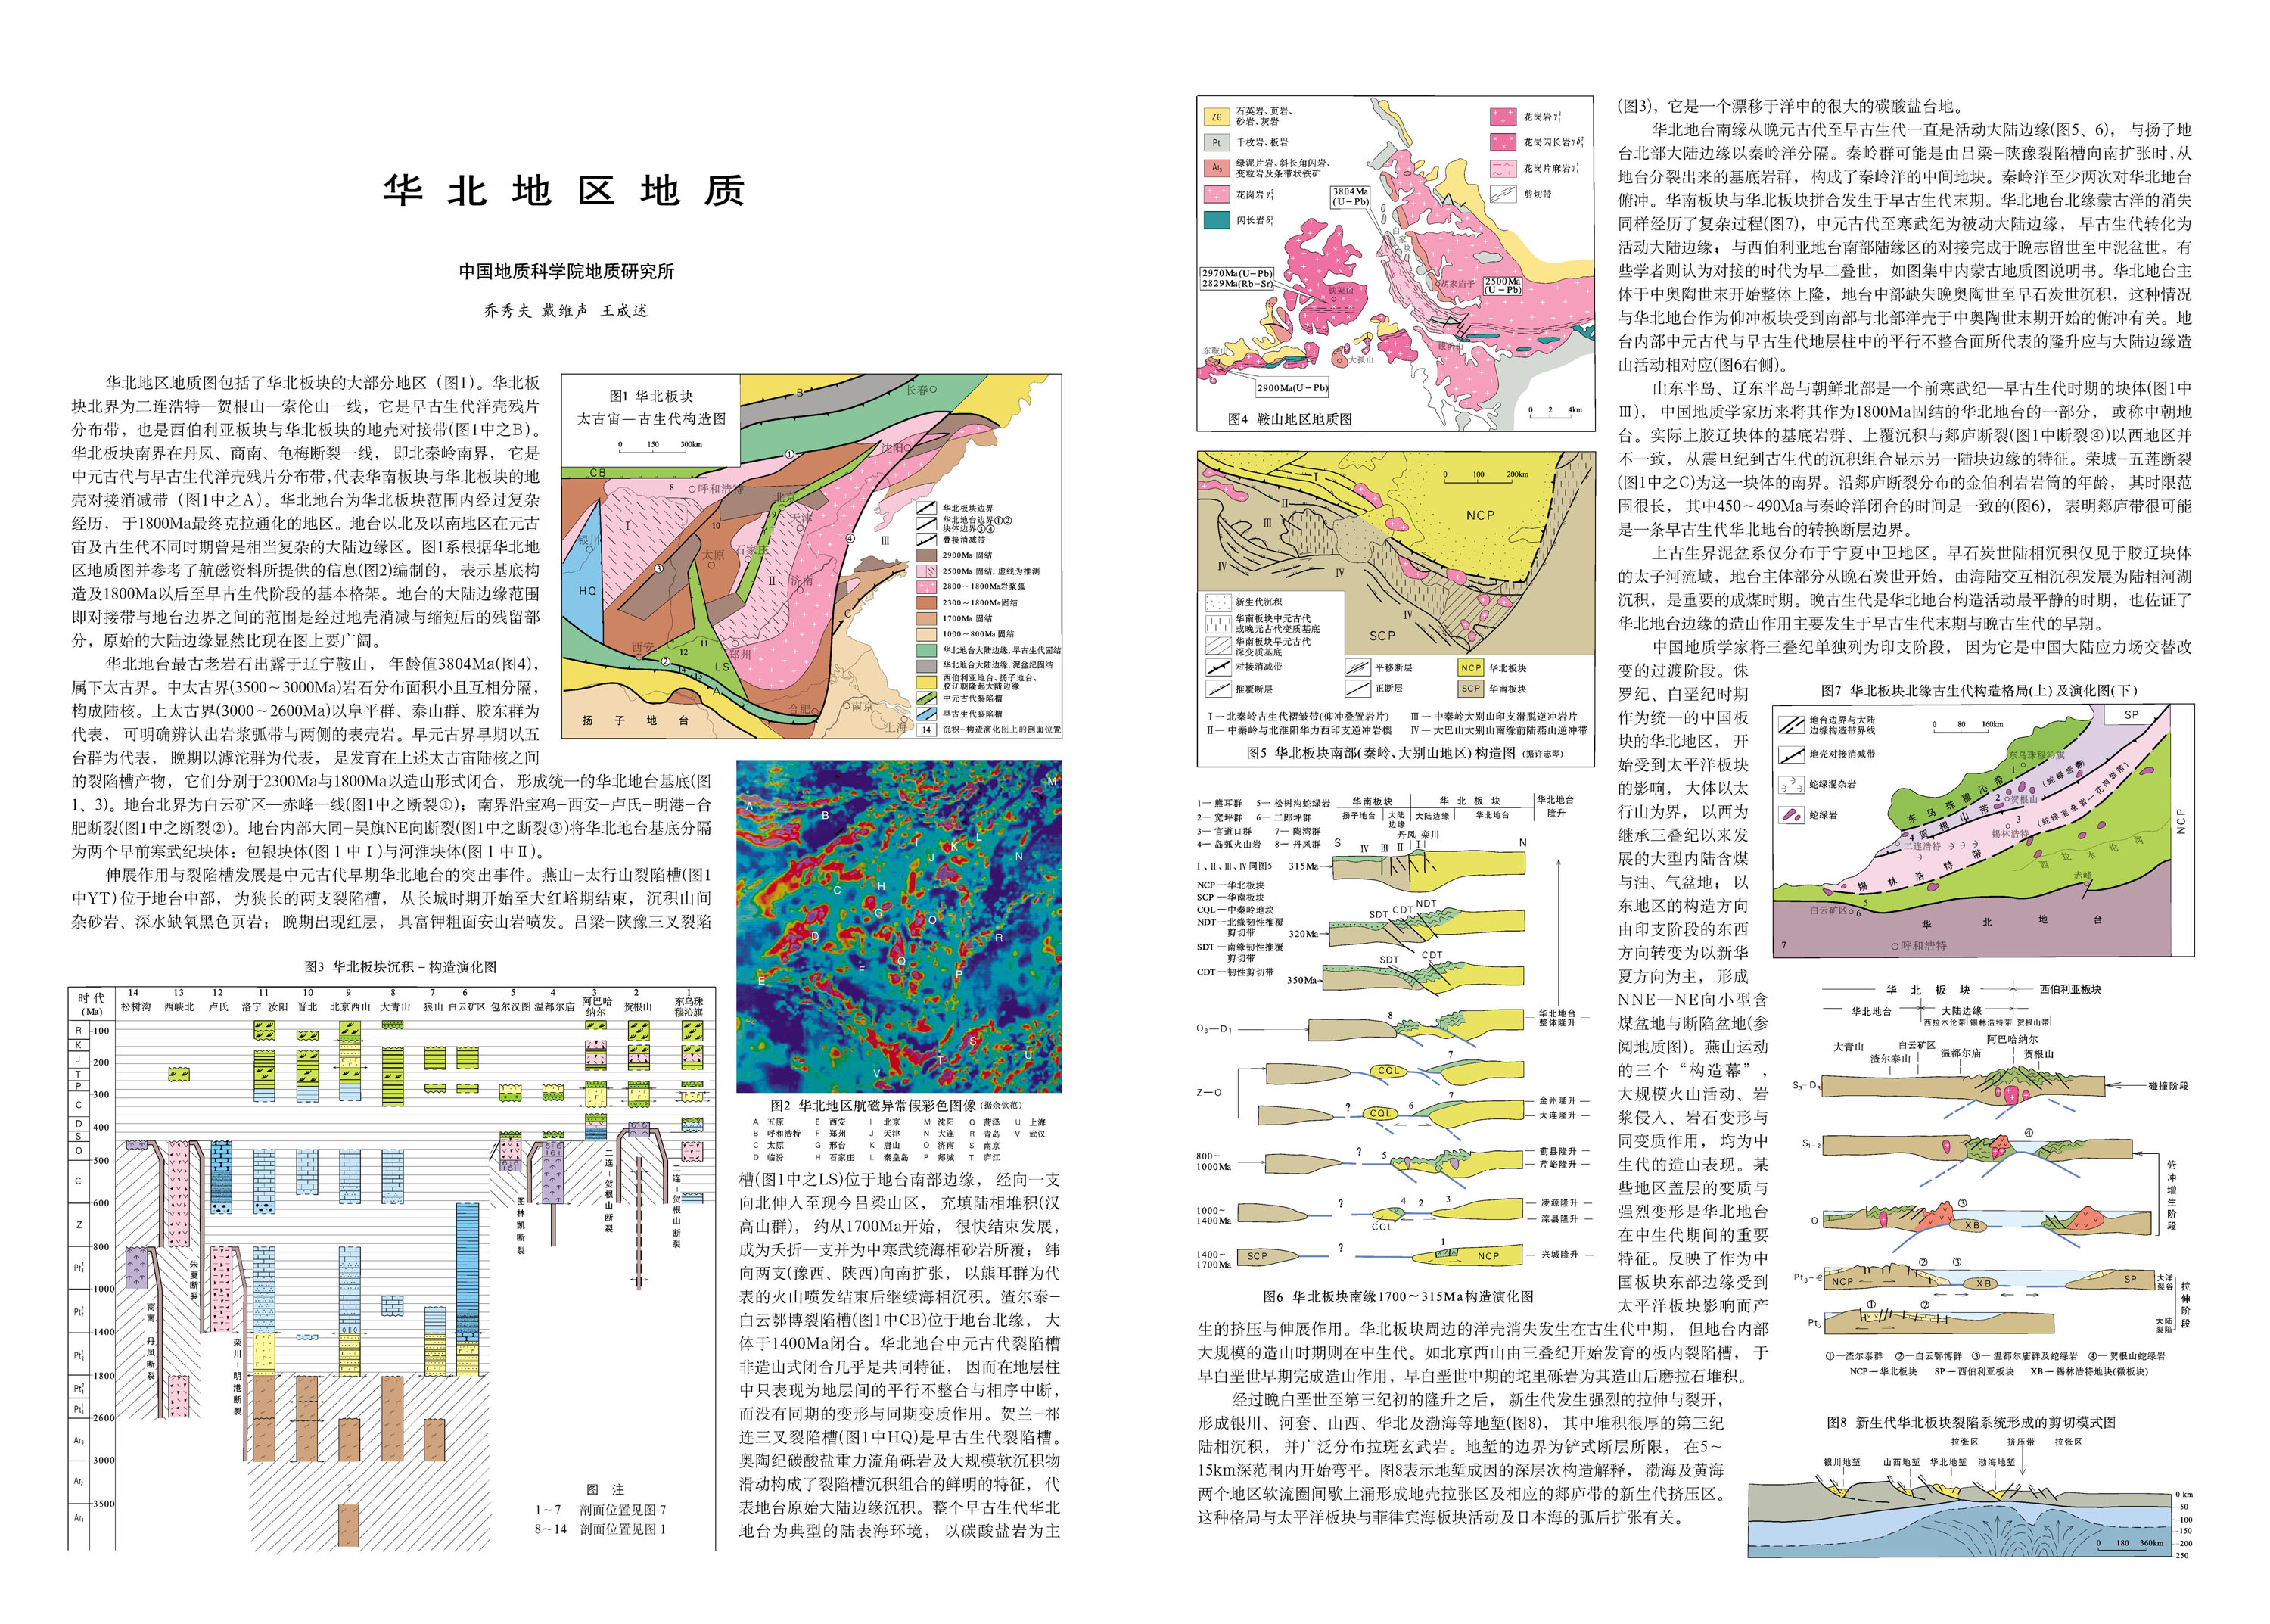 华北地区地质
中国地质科学院地质研究所
乔秀夫 戴维声 王成述
华北地区地质图包括了华北板块的大部分地区（图1）。华北板
块北界为二连浩特—贺根山—索伦山一线，它是早古生代洋壳残片
分布带，也是西伯利亚板块与华北板块的地壳对接带(图1中之B)。
华北板块南界在丹凤、商南、龟梅断裂一线， 即北秦岭南界， 它是
中元古代与早古生代洋壳残片分布带，代表华南板块与华北板块的地
壳对接消减带（图1中之A）。华北地台为华北板块范围内经过复杂
经历， 于1800Ma最终克拉通化的地区。地台以北及以南地区在元古
宙及古生代不同时期曾是相当复杂的大陆边缘区。图1系根据华北地
区地质图并参考了航磁资料所提供的信息(图2)编制的， 表示基底构
造及1800Ma以后至早古生代阶段的基本格架。地台的大陆边缘范围
即对接带与地台边界之间的范围是经过地壳消减与缩短后的残留部
分，原始的大陆边缘显然比现在图上要广阔。
华北地台最古老岩石出露于辽宁鞍山， 年龄值3804Ma(图4)，
属下太古界。中太古界(3500～3000Ma)岩石分布面积小且互相分隔，
构成陆核。上太古界(3000～2600Ma)以阜平群、泰山群、胶东群为
代表， 可明确辨认出岩浆弧带与两侧的表壳岩。早元古界早期以五
台群为代表， 晚期以滹沱群为代表， 是发育在上述太古宙陆核之间
的裂陷槽产物， 它们分别于2300Ma与1800Ma以造山形式闭合， 形成统一的华北地台基底(图
1、3)。地台北界为白云矿区—赤峰一线(图1中之断裂①)； 南界沿宝鸡–西安–卢氏–明港–合
肥断裂(图1中之断裂②)。地台内部大同–吴旗NE向断裂(图1中之断裂③)将华北地台基底分隔
为两个早前寒武纪块体：包银块体(图1中Ⅰ)与河淮块体(图1中Ⅱ)。
伸展作用与裂陷槽发展是中元古代早期华北地台的突出事件。燕山–太行山裂陷槽(图1
中YT)位于地台中部， 为狭长的两支裂陷槽， 从长城时期开始至大红峪期结束， 沉积山间
杂砂岩、深水缺氧黑色页岩； 晚期出现红层， 具富钾粗面安山岩喷发。吕梁–陕豫三叉裂陷
图1 华北板块
太古宙—古生代构造图
0 150 300km
长春
沈阳
呼和浩特
北京
天津
银川
太原
石家庄
济南
西安
郑州
合肥
南京
上海
扬子地台
CB
HQ
YT
LS
A
B
C
Ⅰ
Ⅱ
Ⅲ
华北板块边界
华北地台边界①②
块体边界③④
叠接消减带
2900Ma 固结
2500Ma 固结，虚线为推测
2800～1800Ma岩浆弧
2300～1800Ma固结
1700Ma 固结
1000～800Ma 固结
华北地台大陆边缘，早古生代固结
华北地台大陆边缘，泥盆纪固结
西伯利亚地台、扬子地台、
胶辽朝隆起大陆边缘
中元古代裂陷槽
早古生代裂陷槽
14 沉积–构造演化图上的剖面位置
图2 华北地区航磁异常假彩色图像 (据余钦范)
A 五原 E 西安 I 北京 M 沈阳 Q 菏泽 U 上海
B 呼和浩特 F 郑州 J 天津 N 大连 R 青岛 V 武汉
C 太原 G 邢台 K 唐山 O 济南 S 南京
D 临汾 H 石家庄 L 秦皇岛 P 郯城 T 庐江
图3 华北板块沉积–构造演化图
时代
(Ma)
14 13 12 11 10 9 8 7 6 5 4 3 2 1
松树沟 西峡北 卢氏 洛宁 汝阳 晋北 北京西山 大青山 狼山 白云矿区 包尔汉图 温都尔庙 阿巴哈纳尔 贺根山 东乌珠穆沁旗
R 100
K
J 200
T
P
300
C
D 400
S
O
500
Є
600
Z
800
1000
1400
1800
2600
3000
3500
商南–丹凤断裂
朱夏断裂
栾川–明港断裂
图林凯断裂
二连–贺根山断裂
二连–贺根山断裂
图 注
1～7 剖面位置见图7
8～14 剖面位置见图1
槽(图1中之LS)位于地台南部边缘， 经向一支
向北伸入至现今吕梁山区， 充填陆相堆积(汉
高山群)， 约从1700Ma开始， 很快结束发展，
成为夭折一支并为中寒武统海相砂岩所覆； 纬
向两支(豫西、陕西)向南扩张， 以熊耳群为代
表的火山喷发结束后继续海相沉积。渣尔泰–
白云鄂博裂陷槽(图1中CB)位于地台北缘， 大
体于1400Ma闭合。华北地台中元古代裂陷槽
非造山式闭合几乎是共同特征， 因而在地层柱
中只表现为地层间的平行不整合与相序中断，
而没有同期的变形与同期变质作用。贺兰–祁
连三叉裂陷槽(图1中HQ)是早古生代裂陷槽。
奥陶纪碳酸盐重力流角砾岩及大规模软沉积物
滑动构成了裂陷槽沉积组合的鲜明的特征， 代
表地台原始大陆边缘沉积。整个早古生代华北
地台为典型的陆表海环境， 以碳酸盐岩为主
Z Є 石英岩、页岩、
砂岩、灰岩
Pt 千枚岩、板岩
绿泥片岩、斜长角闪岩、
变粒岩及条带状铁矿
花岗岩
闪长岩
花岗岩
花岗闪长岩
花岗片麻岩
剪切带
3804Ma
(U–Pb)
2970Ma(U–Pb)
2829Ma(Rb–Sr)
2500Ma
(U–Pb)
2900Ma(U–Pb)
东鞍山
大孤山
图4 鞍山地区地质图
0 2 4km
0 100 200km
NCP
SCP
新生代沉积
华南板块中元古代
或晚元古代变质基底
华南板块早元古代
深变质基底
对接消减带
推覆断层
平移断层
正断层
NCP 华北板块
SCP 华南板块
Ⅰ—北秦岭古生代褶皱带(仰冲叠置岩片) Ⅲ—中秦岭大别山印支滑脱逆冲岩片
Ⅱ—中秦岭与北淮阳华力西印支逆冲岩楔 Ⅳ—大巴山大别山南缘前陆燕山逆冲带
图5 华北板块南部(秦岭、大别山地区)构造图 (据许志琴)
1—熊耳群 5—松树沟蛇绿岩
2—宽坪群 6—二郎坪群
3—官道口群 7—陶湾群
4—岛弧火山岩 8—丹凤群
Ⅰ、Ⅱ、Ⅲ、Ⅳ同图5
NCP—华北板块
SCP—华南板块
CQL—中秦岭地块
NDT—北缘韧性推覆
剪切带
SDT—南缘韧性推覆
剪切带
CDT—韧性剪切带
华南板块 华北板块 华北地台
隆升
扬子地台 大陆边缘 大陆边缘 华北地台
丹凤 栾川
S N
315Ma
320Ma
350Ma
O₃—D₁
Z—O
800～
1000Ma
1000～
1400Ma
1400～
1700Ma
华北地台
整体隆升
金州隆升
大连隆升
蓟县隆升
芹峪隆升
凌源隆升
滦县隆升
兴城隆升
图6 华北板块南缘1700～315Ma构造演化图
(图3)，它是一个漂移于洋中的很大的碳酸盐台地。
华北地台南缘从晚元古代至早古生代一直是活动大陆边缘(图5、6)， 与扬子地
台北部大陆边缘以秦岭洋分隔。秦岭群可能是由吕梁–陕豫裂陷槽向南扩张时，从
地台分裂出来的基底岩群， 构成了秦岭洋的中间地块。秦岭洋至少两次对华北地台
俯冲。华南板块与华北板块拼合发生于早古生代末期。华北地台北缘蒙古洋的消失
同样经历了复杂过程(图7)，中元古代至寒武纪为被动大陆边缘， 早古生代转化为
活动大陆边缘； 与西伯利亚地台南部陆缘区的对接完成于晚志留世至中泥盆世。有
些学者则认为对接的时代为早二叠世， 如图集中内蒙古地质图说明书。华北地台主
体于中奥陶世末开始整体上隆，地台中部缺失晚奥陶世至早石炭世沉积，这种情况
与华北地台作为仰冲板块受到南部与北部洋壳于中奥陶世末期开始的俯冲有关。地
台内部中元古代与早古生代地层柱中的平行不整合面所代表的隆升应与大陆边缘造
山活动相对应(图6右侧)。
山东半岛、辽东半岛与朝鲜北部是一个前寒武纪—早古生代时期的块体(图1中
Ⅲ)， 中国地质学家历来将其作为1800Ma固结的华北地台的一部分， 或称中朝地
台。实际上胶辽块体的基底岩群、上覆沉积与郯庐断裂(图1中断裂④)以西地区并
不一致， 从震旦纪到古生代的沉积组合显示另一陆块边缘的特征。荣城–五莲断裂
(图1中之C)为这一块体的南界。沿郯庐断裂分布的金伯利岩岩筒的年龄， 其时限范
围很长， 其中450～490Ma与秦岭洋闭合的时间是一致的(图6)， 表明郯庐带很可能
是一条早古生代华北地台的转换断层边界。
上古生界泥盆系仅分布于宁夏中卫地区。早石炭世陆相沉积仅见于胶辽块体
的太子河流域，地台主体部分从晚石炭世开始，由海陆交互相沉积发展为陆相河湖
沉积，是重要的成煤时期。晚古生代是华北地台构造活动最平静的时期，也佐证了
华北地台边缘的造山作用主要发生于早古生代末期与晚古生代的早期。
中国地质学家将三叠纪单独列为印支阶段， 因为它是中国大陆应力场交替改
变的过渡阶段。侏
罗纪、白垩纪时期
作为统一的中国板
块的华北地区，开
始受到太平洋板块
的影响，大体以太
行山为界，以西为
继承三叠纪以来发
展的大型内陆含煤
与油、气盆地；以
东地区的构造方向
由印支阶段的东西
方向转变为以新华
夏方向为主，形成
NNE—NE向小型含
煤盆地与断陷盆地(参
阅地质图)。燕山运动
的三个“构造幕”，
大规模火山活动、岩
浆侵入、岩石变形与
同变质作用，均为中
生代的造山表现。某
些地区盖层的变质与
强烈变形是华北地台
在中生代期间的重要
特征。反映了作为中
国板块东部边缘受到
太平洋板块影响而产
生的挤压与伸展作用。华北板块周边的洋壳消失发生在古生代中期， 但地台内部
大规模的造山时期则在中生代。如北京西山由三叠纪开始发育的板内裂陷槽， 于
早白垩世早期完成造山作用，早白垩世中期的坨里砾岩为其造山后磨拉石堆积。
经过晚白垩世至第三纪初的隆升之后， 新生代发生强烈的拉伸与裂开，
形成银川、河套、山西、华北及渤海等地堑(图8)， 其中堆积很厚的第三纪
陆相沉积， 并广泛分布拉斑玄武岩。地堑的边界为铲式断层所限， 在5～
15km深范围内开始弯平。图8表示地堑成因的深层次构造解释， 渤海及黄海
两个地区软流圈间歇上涌形成地壳拉张区及相应的郯庐带的新生代挤压区。
这种格局与太平洋板块与菲律宾海板块活动及日本海的弧后扩张有关。
图7 华北板块北缘古生代构造格局(上)及演化图(下)
地台边界与大陆
边缘构造带界线
地壳对接消减带
蛇绿混杂岩
蛇绿岩
0 80 160km
SP
NCP
东乌珠穆沁旗
东乌珠穆沁带
贺根山带(蛇绿岩带)
贺根山
锡林浩特
锡林浩特带(蛇绿混杂岩–花岗岩带)
二连浩特
西拉木伦河
赤峰
白云矿区
华北地台
呼和浩特
华北板块 西伯利亚板块
华北地台 大陆边缘
西拉木伦带 锡林浩特带 贺根山带
大青山 渣尔泰山 白云矿区 温都尔庙 阿巴哈纳尔 贺根山
S₃–D₃ 碰撞阶段
S₁₋₂
O
俯冲增生阶段
Pt₃–Є NCP XB SP 大洋裂谷
Pt₂ 大陆裂陷
拉伸阶段
①—渣尔泰群 ②—白云鄂博群 ③—温都尔庙群及蛇绿岩 ④—贺根山蛇绿岩
NCP—华北板块 SP—西伯利亚板块 XB—锡林浩特地块(微板块)
图8 新生代华北板块裂陷系统形成的剪切模式图
拉张区 挤压带 拉张区
银川地堑 山西地堑 华北地堑 渤海地堑
0 km
50
100
150
200
250
0 180 360km